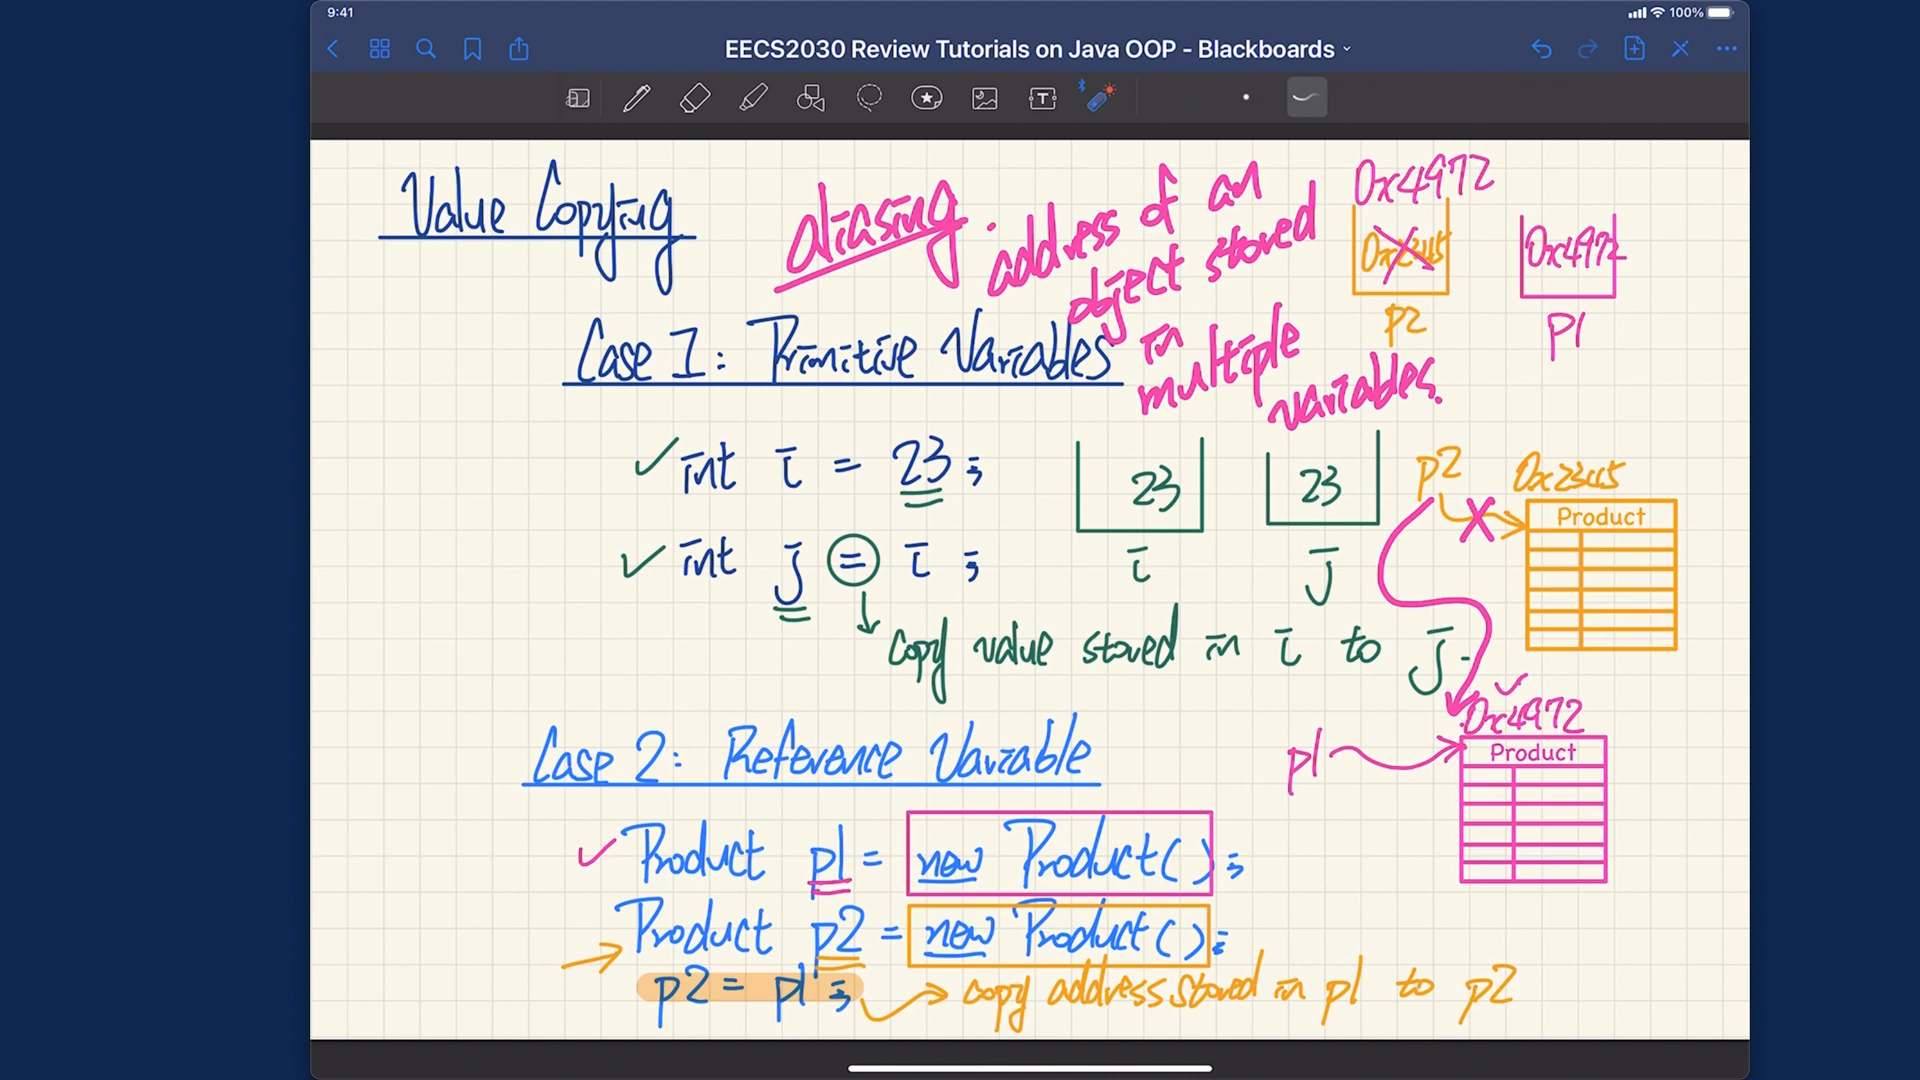 9:41
100%
EECS2030 Review Tutorials on Java OOP - Blackboards
Value Copying
aliasing: address of an object stored in multiple variables.
0x4972
0x2345
p2
0x4972
p1
Case 1: Primitive Variables
int i = 23;
23
i
23
j
int j = i;
copy value stored in i to j.
p2
0x2345
Product
Case 2: Reference Variable
p1
0x4972
Product
Product p1 = new Product();
Product p2 = new Product();
p2 = p1;
copy address stored in p1 to p2